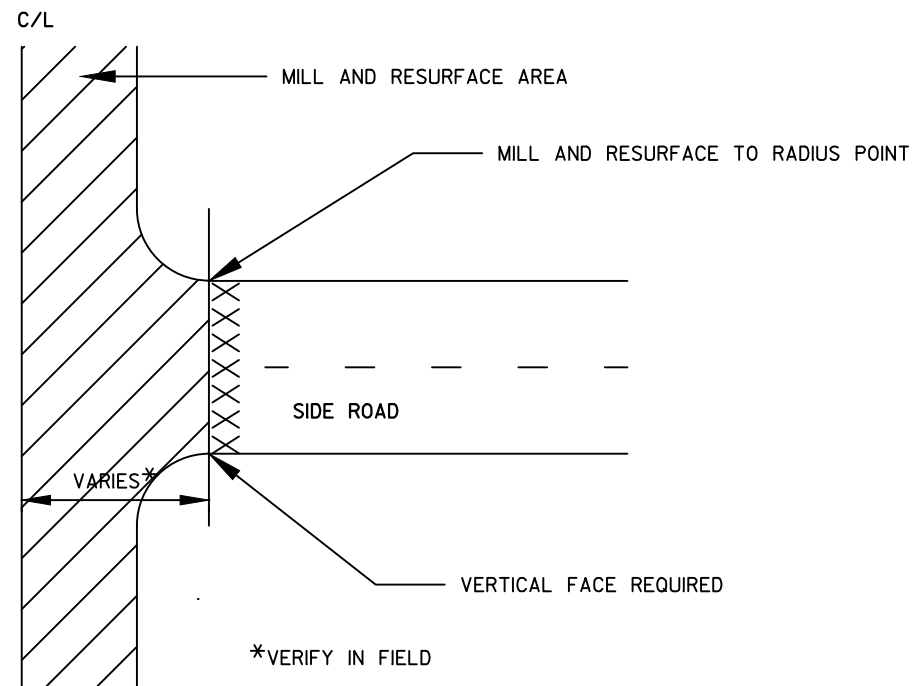 C/L
MILL AND RESURFACE AREA
MILL AND RESURFACE TO RADIUS POINT
SIDE ROAD
VARIES*
VERTICAL FACE REQUIRED
*VERIFY IN FIELD